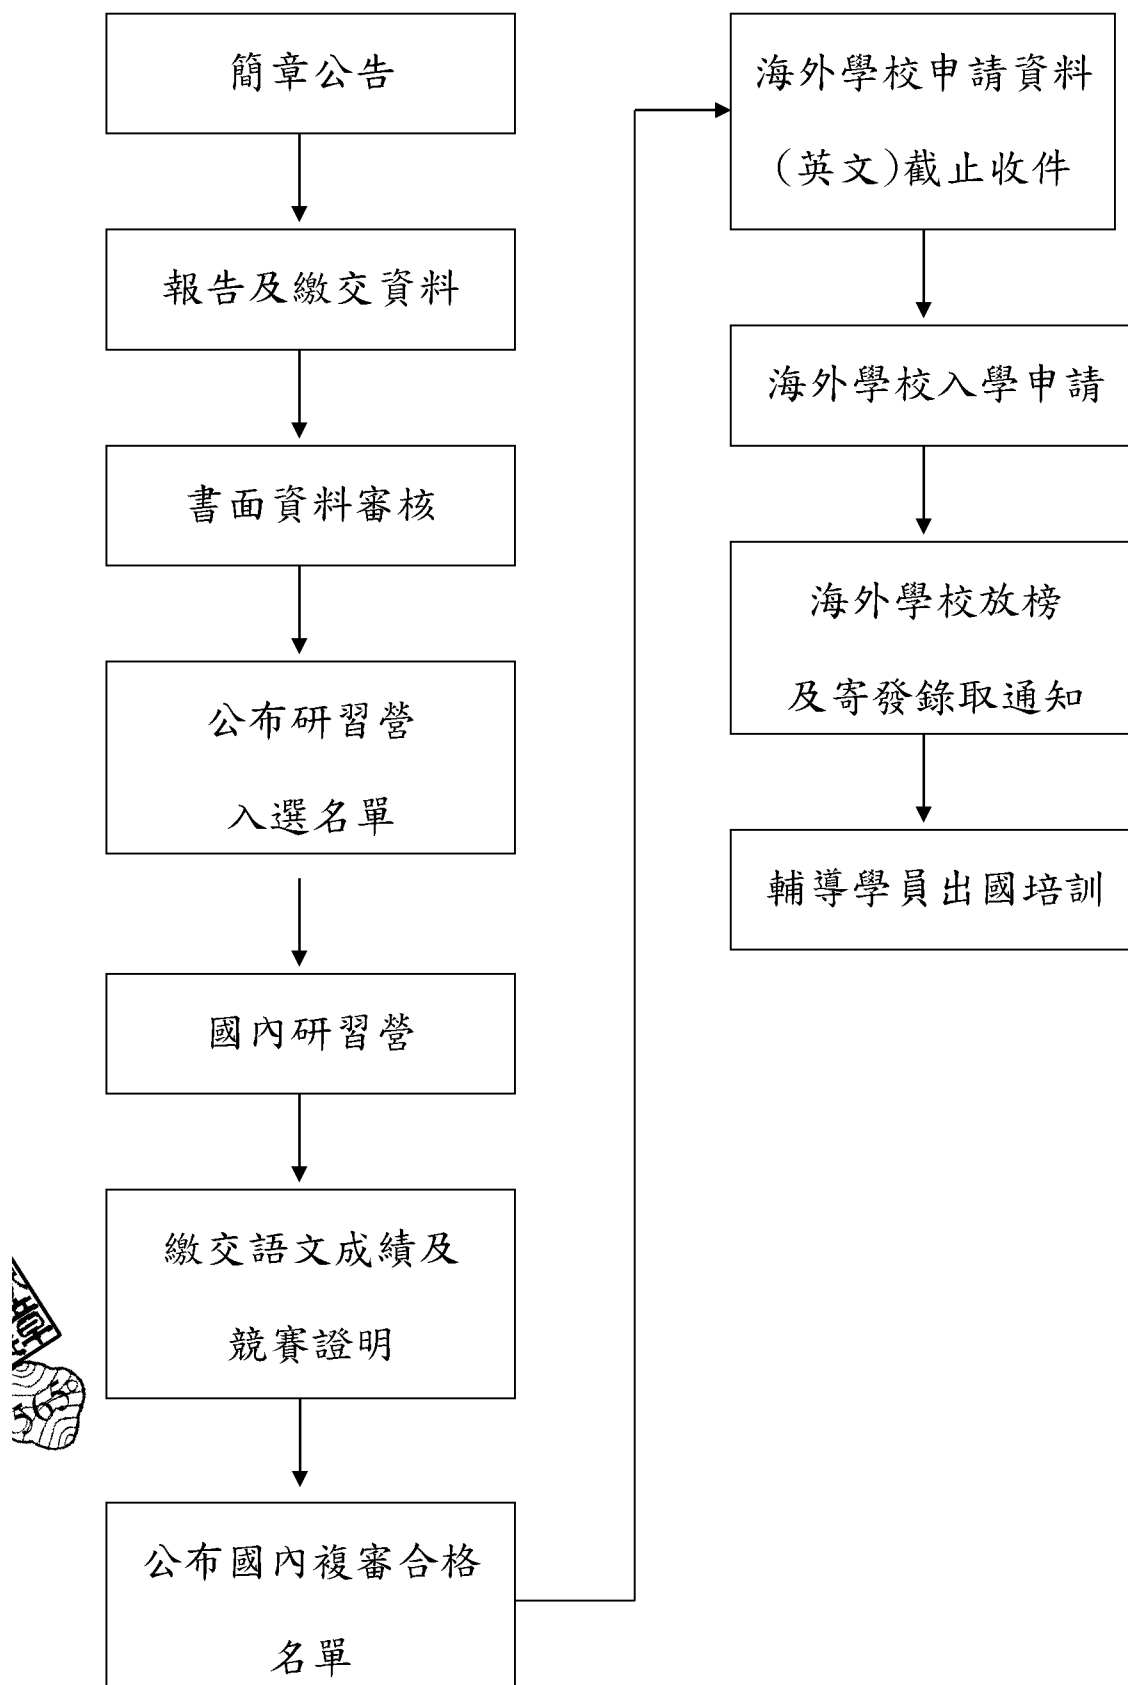 簡章公告
報告及繳交資料
書面資料審核
公布研習營
入選名單
國內研習營
繳交語文成績及
競賽證明
公布國內複審合格
名單
海外學校申請資料
(英文)截止收件
海外學校入學申請
海外學校放榜
及寄發錄取通知
輔導學員出國培訓
章
565